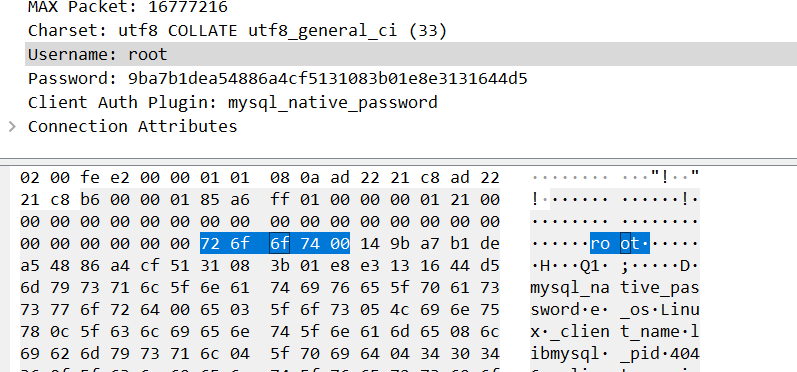 MAX Packet: 16777216
Charset: utf8 COLLATE utf8_general_ci (33)
Username: root
Password: 9ba7b1dea54886a4cf5131083b01e8e3131644d5
Client Auth Plugin: mysql_native_password
Connection Attributes
02 00 fe e2 00 00 01 01 08 0a ad 22 21 c8 ad 22 ········ ···"!··"
21 c8 b6 00 00 01 85 a6 ff 01 00 00 00 01 21 00 !······· ······!·
00 00 00 00 00 00 00 00 00 00 00 00 00 00 00 00 ········ ········
00 00 00 00 00 00 72 6f 6f 74 00 14 9b a7 b1 de ······ro ot······
a5 48 86 a4 cf 51 31 08 3b 01 e8 e3 13 16 44 d5 ·H···Q1· ;·····D·
6d 79 73 71 6c 5f 6e 61 74 69 76 65 5f 70 61 73 mysql_na tive_pas
73 77 6f 72 64 00 65 03 5f 6f 73 05 4c 69 6e 75 sword·e· _os·Linu
78 0c 5f 63 6c 69 65 6e 74 5f 6e 61 6d 65 08 6c x·_clien t_name·l
69 62 6d 79 73 71 6c 04 5f 70 69 64 04 34 30 34 ibmysql· _pid·404